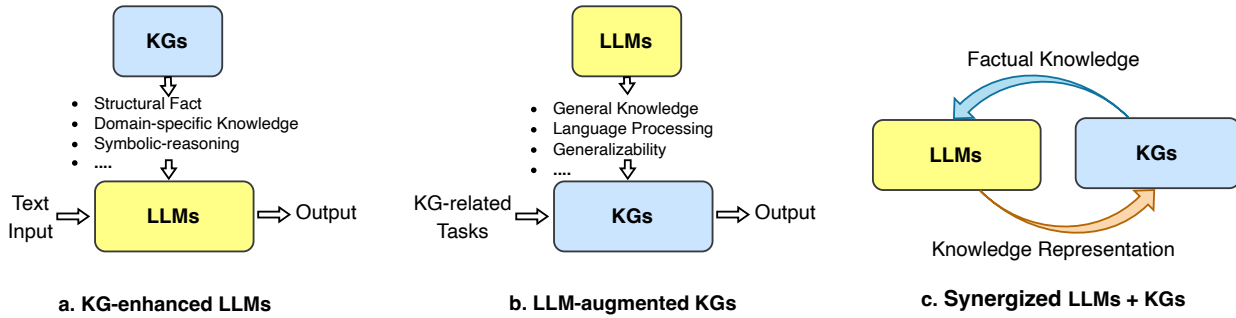 KGs
• Structural Fact
• Domain-specific Knowledge
• Symbolic-reasoning
• ....
Text
Input
LLMs
Output
a. KG-enhanced LLMs
LLMs
• General Knowledge
• Language Processing
• Generalizability
• ....
KG-related
Tasks
KGs
Output
b. LLM-augmented KGs
Factual Knowledge
LLMs
KGs
Knowledge Representation
c. Synergized LLMs + KGs